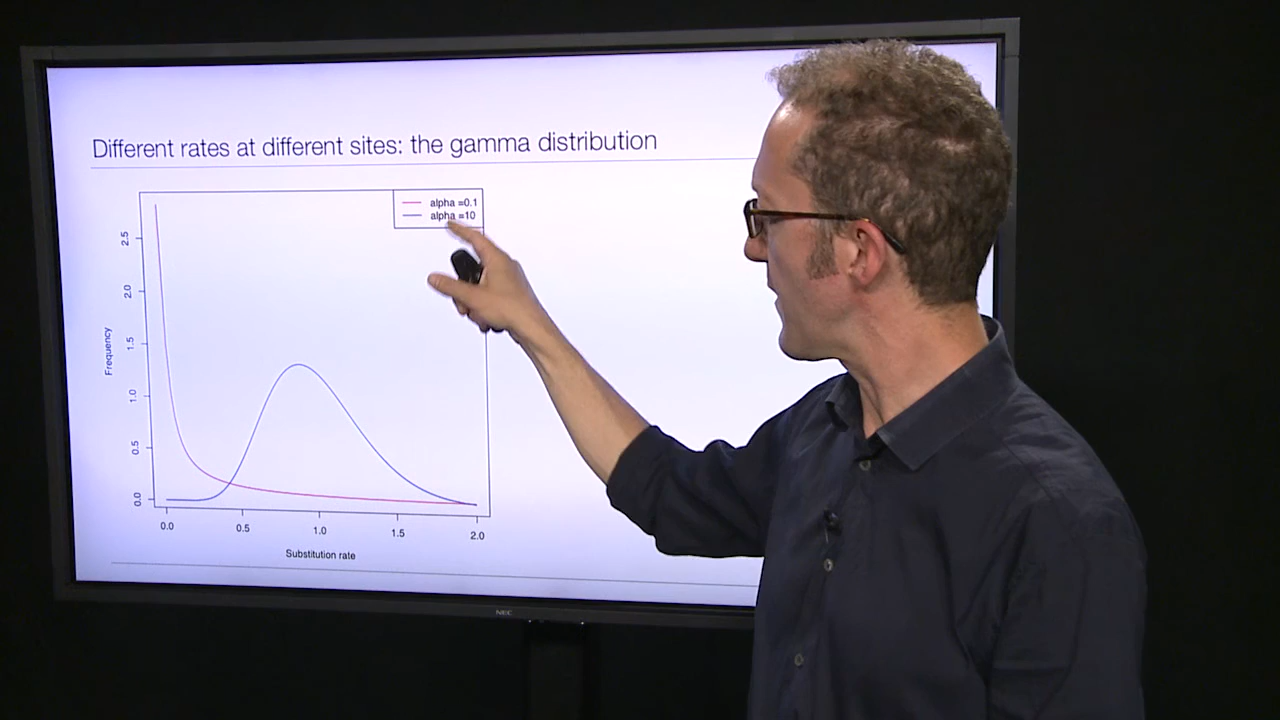 Different rates at different sites: the gamma distribution
alpha =0.1
alpha =10
2.5
2.0
1.5
1.0
0.5
0.0
Frequency
0.0 0.5 1.0 1.5 2.0
Substitution rate
NEC